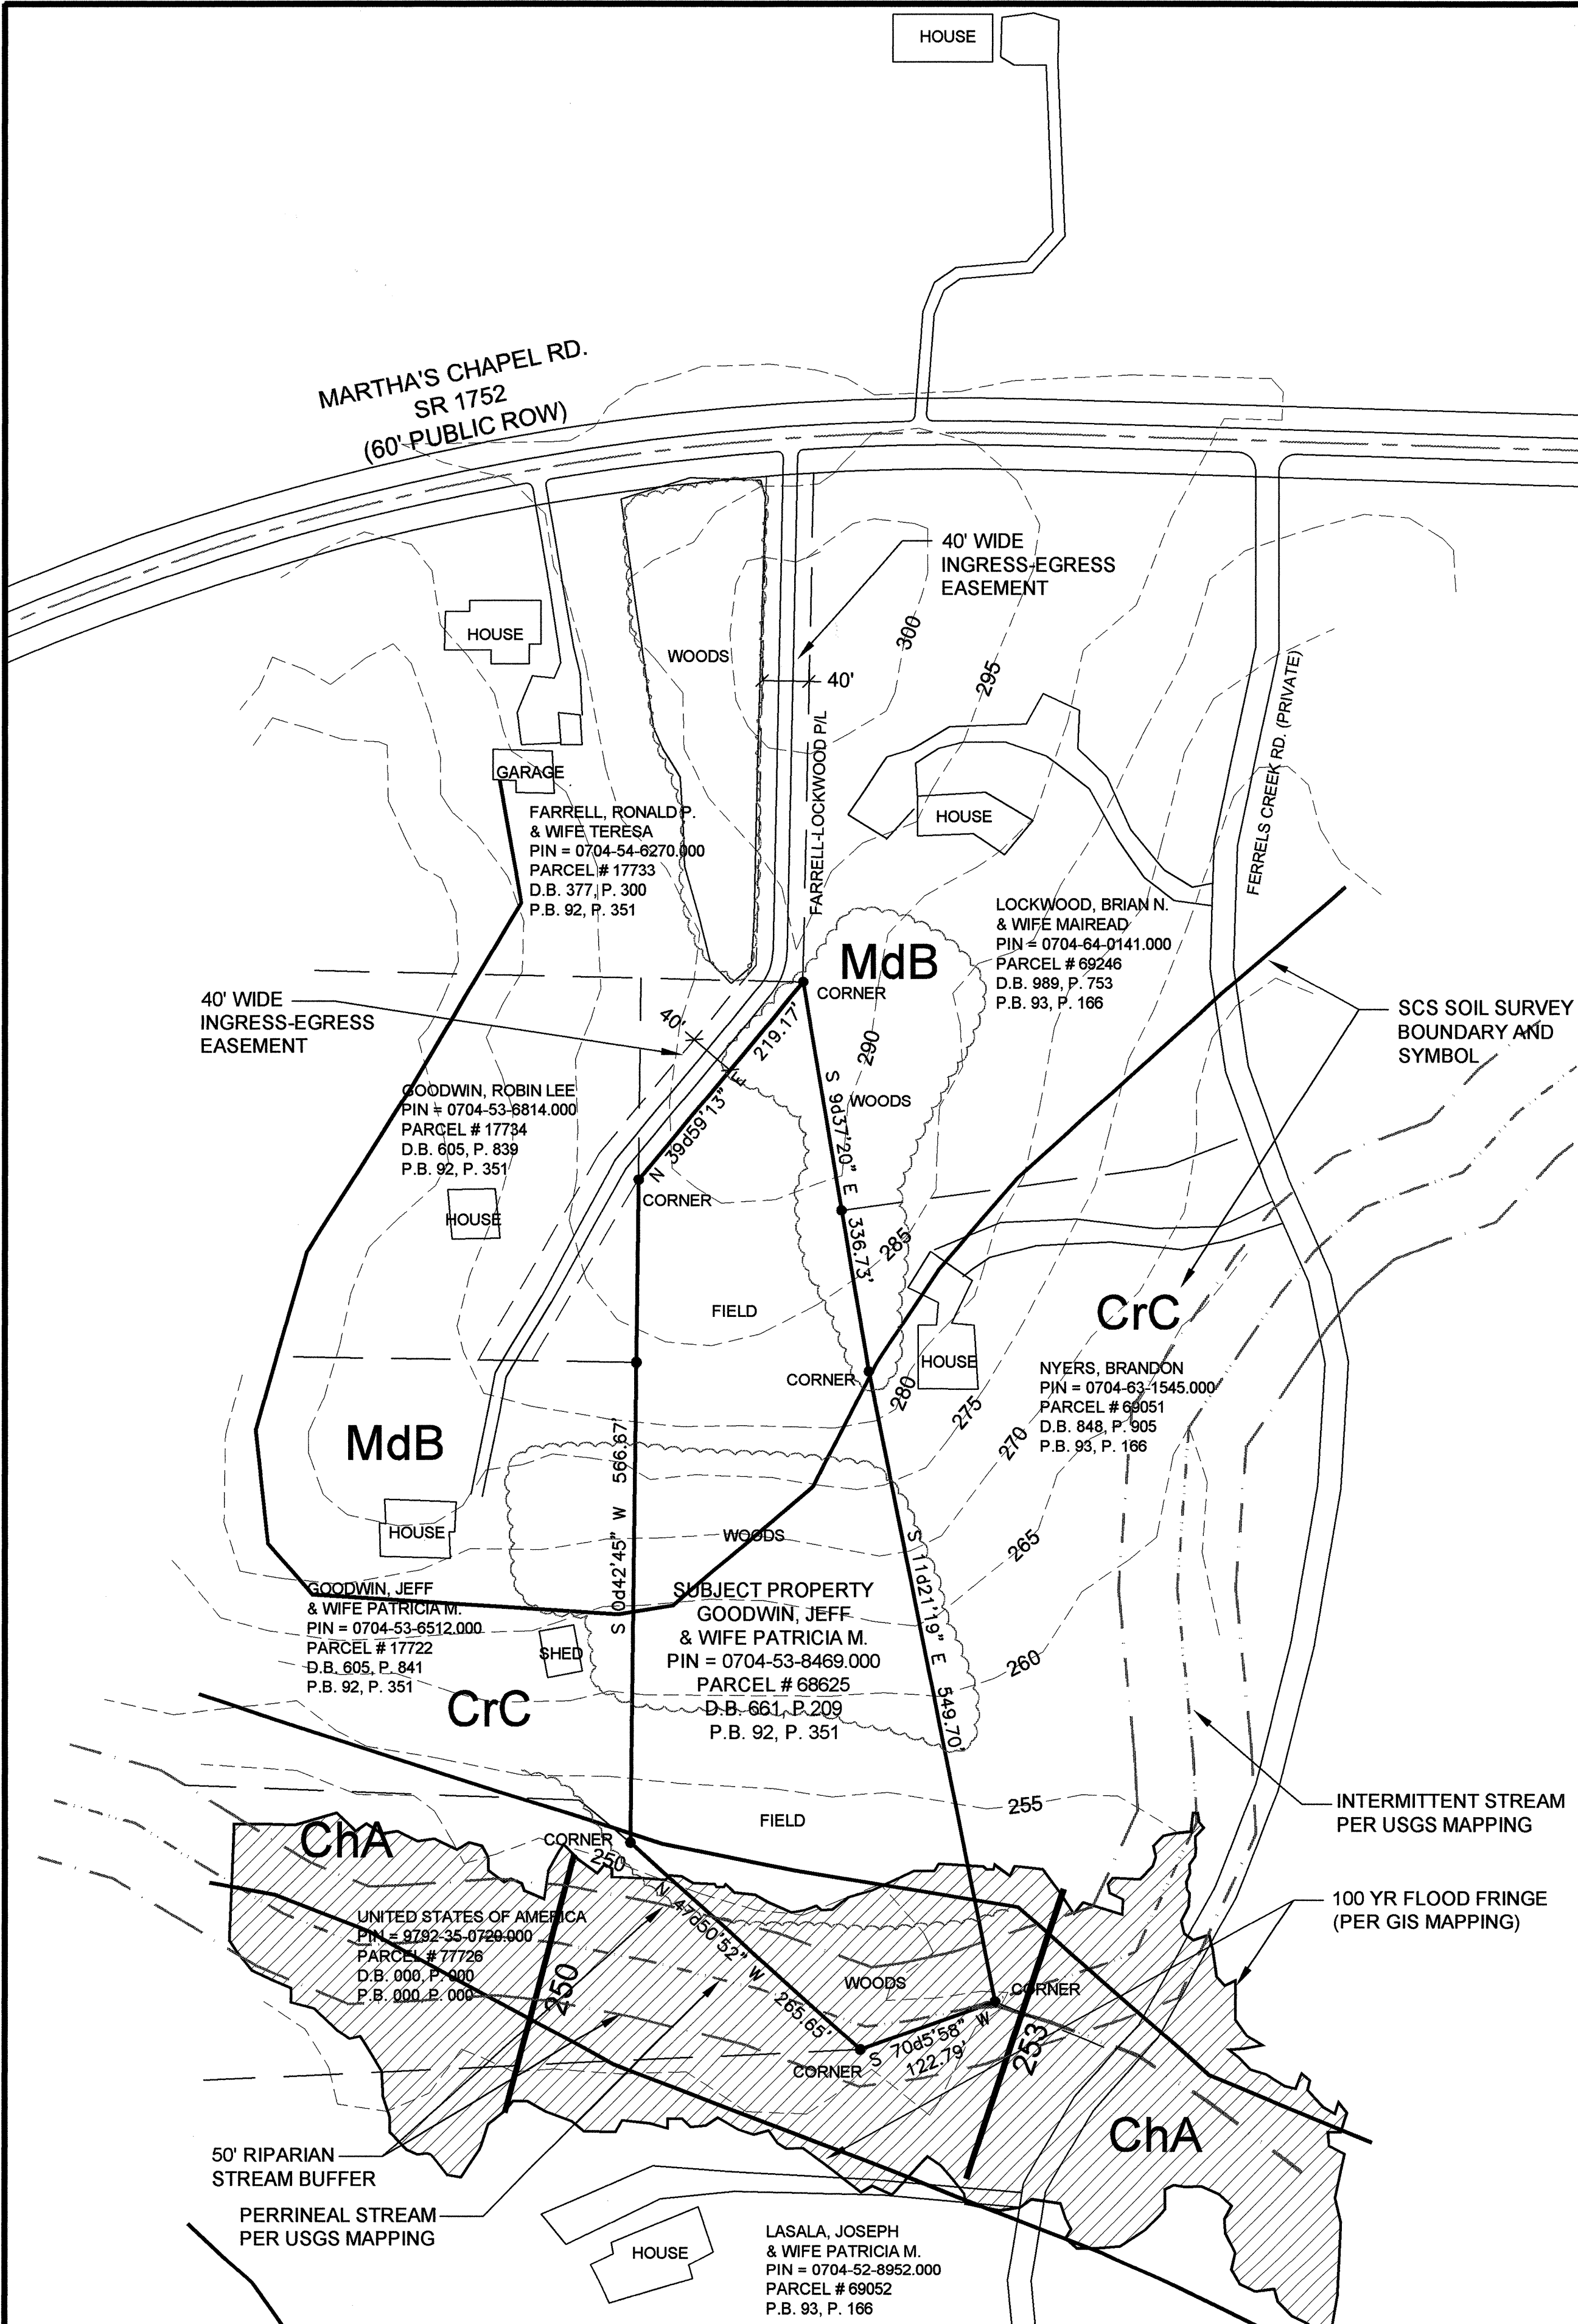 HOUSE
MARTHA'S CHAPEL RD.
SR 1752
(60' PUBLIC ROW)
40' WIDE
INGRESS-EGRESS
EASEMENT
300
HOUSE
WOODS
295
40'
FARRELL-LOCKWOOD P/L
FERRELS CREEK RD. (PRIVATE)
GARAGE
HOUSE
FARRELL, RONALD P.
& WIFE TERESA
PIN = 0704-54-6270.000
PARCEL # 17733
D.B. 377, P. 300
P.B. 92, P. 351
LOCKWOOD, BRIAN N.
& WIFE MAIREAD
PIN = 0704-64-0141.000
PARCEL # 69246
D.B. 989, P. 753
P.B. 93, P. 166
MdB
CORNER
40' WIDE
INGRESS-EGRESS
EASEMENT
40'
SCS SOIL SURVEY
BOUNDARY AND
SYMBOL
N 39d59'13" E 219.17'
290
WOODS
S 9d37'20" E 336.73'
GOODWIN, ROBIN LEE
PIN = 0704-53-6814.000
PARCEL # 17734
D.B. 605, P. 839
P.B. 92, P. 351
CORNER
HOUSE
285
FIELD
CrC
HOUSE
CORNER
280
275
270
NYERS, BRANDON
PIN = 0704-63-1545.000
PARCEL # 69051
D.B. 848, P. 905
P.B. 93, P. 166
MdB
S 0d42'45" W 566.67'
HOUSE
WOODS
265
S 11d21'19" E 549.70'
GOODWIN, JEFF
& WIFE PATRICIA M.
PIN = 0704-53-6512.000
PARCEL # 17722
D.B. 605, P. 841
P.B. 92, P. 351
SHED
SUBJECT PROPERTY
GOODWIN, JEFF
& WIFE PATRICIA M.
PIN = 0704-53-8469.000
PARCEL # 68625
D.B. 661, P.209
P.B. 92, P. 351
260
CrC
255
FIELD
INTERMITTENT STREAM
PER USGS MAPPING
ChA
CORNER
250
100 YR FLOOD FRINGE
(PER GIS MAPPING)
UNITED STATES OF AMERICA
PIN = 9792-35-0720.000
PARCEL # 77726
D.B. 000, P. 000
P.B. 000, P. 000
250
N 47d50'52" W 265.65'
WOODS
CORNER
S 70d5'58" W
122.79'
253
CORNER
ChA
50' RIPARIAN
STREAM BUFFER
PERRINEAL STREAM
PER USGS MAPPING
HOUSE
LASALA, JOSEPH
& WIFE PATRICIA M.
PIN = 0704-52-8952.000
PARCEL # 69052
P.B. 93, P. 166